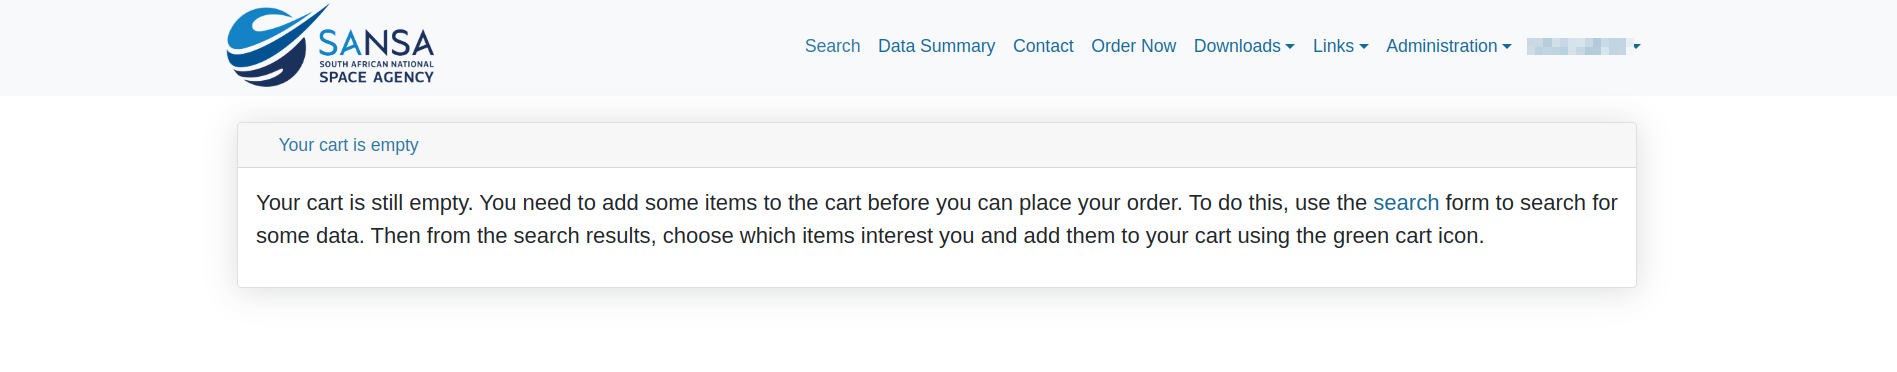 SANSA
SOUTH AFRICAN NATIONAL
SPACE AGENCY
Search Data Summary Contact Order Now Downloads Links Administration
Your cart is empty
Your cart is still empty. You need to add some items to the cart before you can place your order. To do this, use the search form to search for
some data. Then from the search results, choose which items interest you and add them to your cart using the green cart icon.